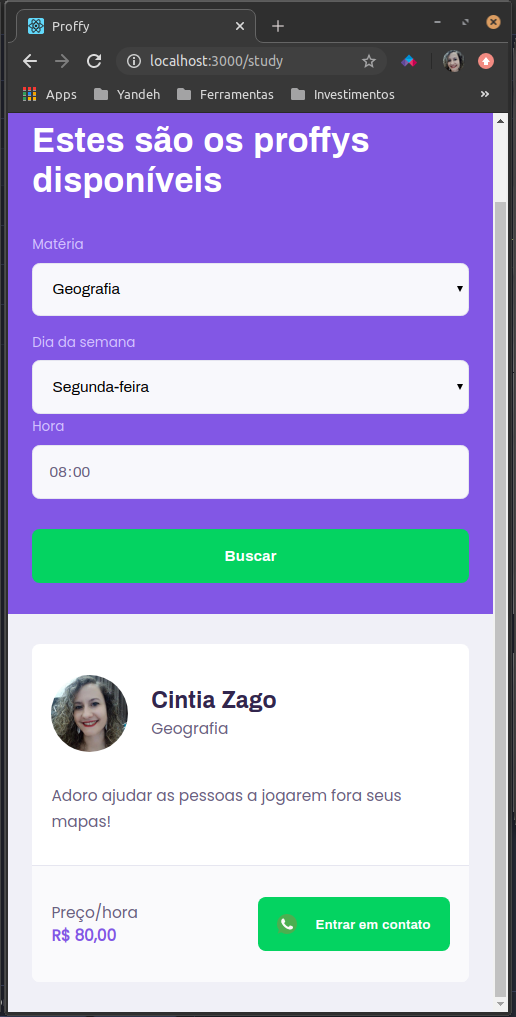 Proffy
localhost:3000/study
Apps Yandeh Ferramentas Investimentos »
Estes são os proffys
disponíveis
Matéria
Geografia
Dia da semana
Segunda-feira
Hora
08:00
Buscar
Cintia Zago
Geografia
Adoro ajudar as pessoas a jogarem fora seus
mapas!
Preço/hora
R$ 80,00
Entrar em contato